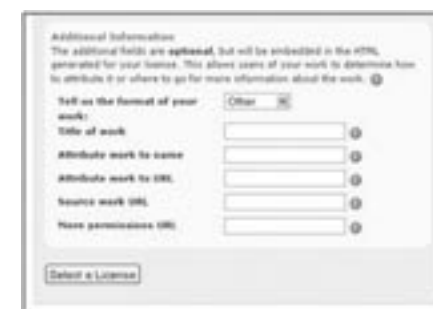 Additional Information
The additional fields are optional, but will be embedded in the HTML
generated for your license. This allows users of your work to determine how
to attribute it or where to go for more information about the work.
Tell us the format of your
work:
Other
Title of work
Attribute work to name
Attribute work to URL
Source work URL
More permissions URL
Select a License